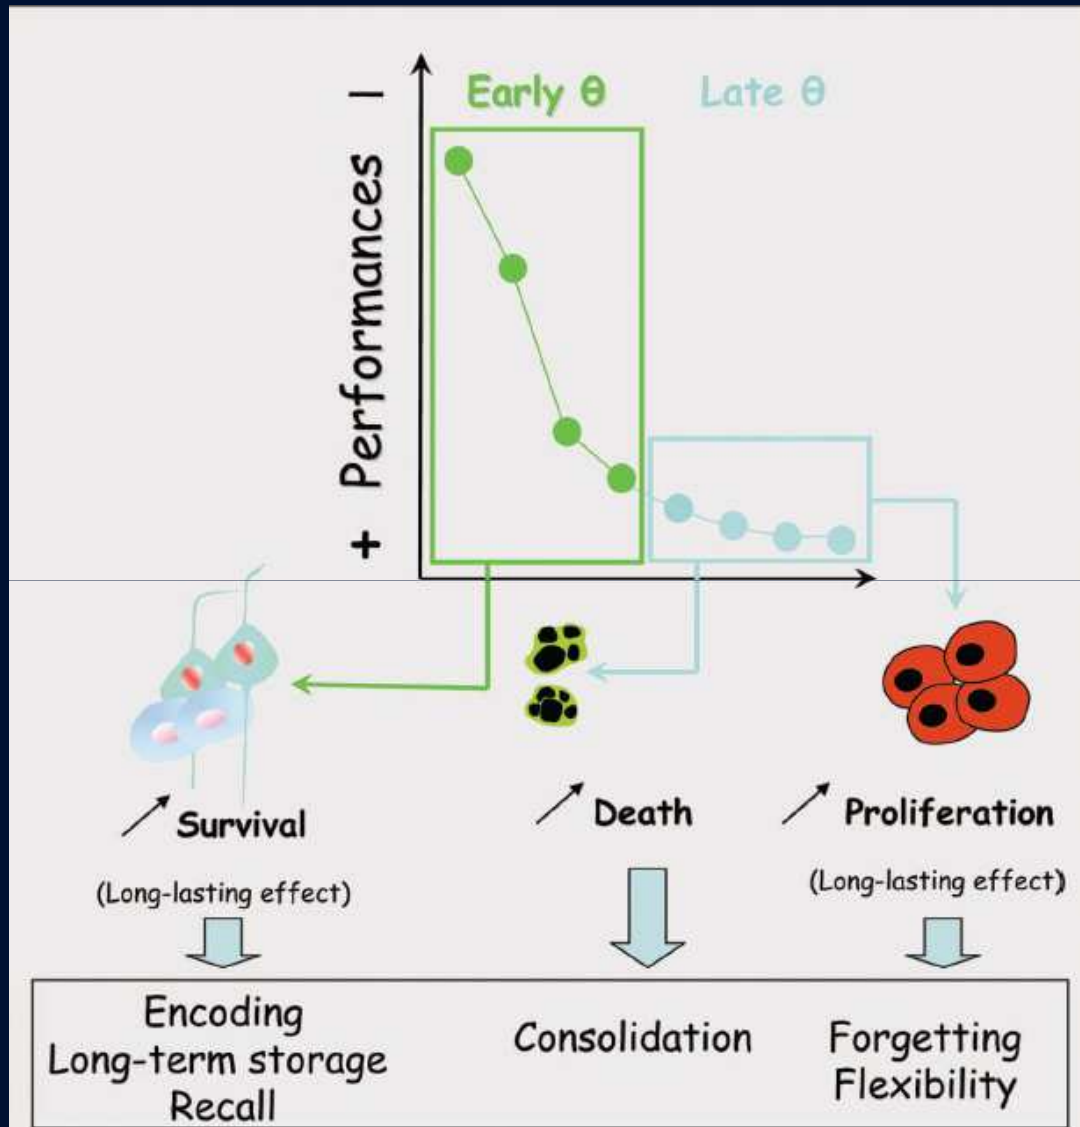 Early θ
Late θ
+ Performances –
Survival
Death
Proliferation
(Long-lasting effect)
(Long-lasting effect)
Encoding
Long-term storage
Recall
Consolidation
Forgetting
Flexibility